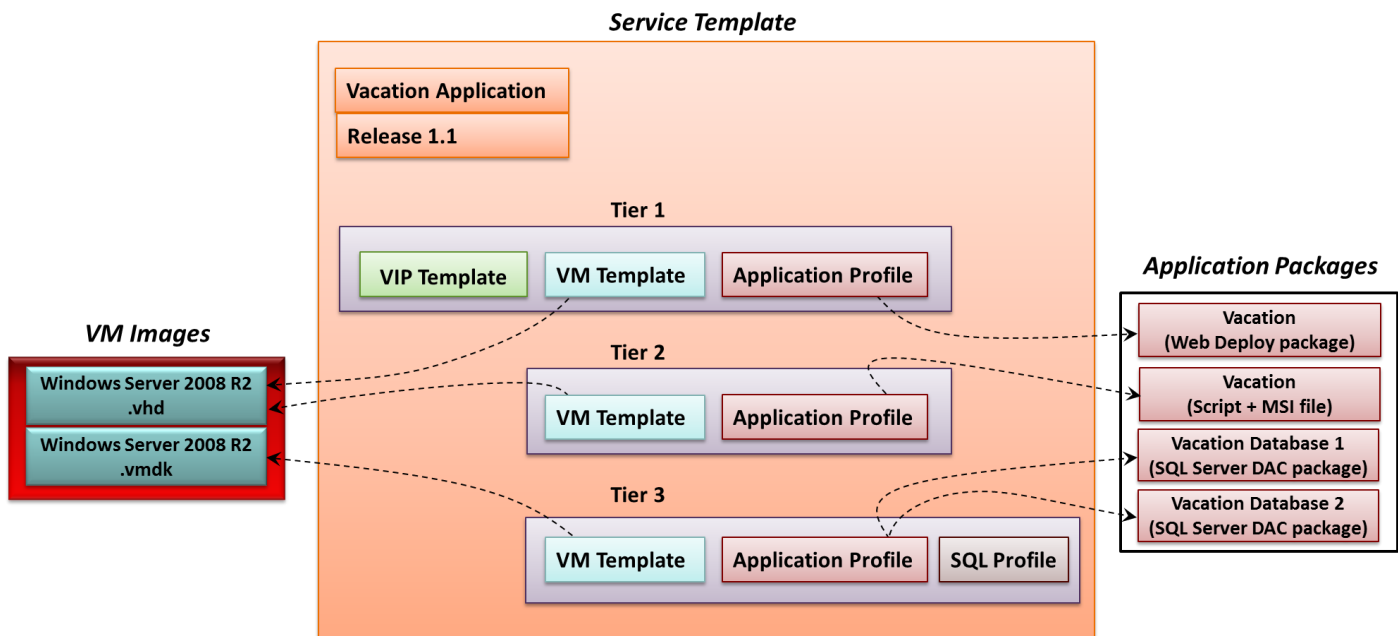 Service Template
Vacation Application
Release 1.1
Tier 1
VIP Template
VM Template
Application Profile
Tier 2
VM Template
Application Profile
Tier 3
VM Template
Application Profile
SQL Profile
VM Images
Windows Server 2008 R2
.vhd
Windows Server 2008 R2
.vmdk
Application Packages
Vacation
(Web Deploy package)
Vacation
(Script + MSI file)
Vacation Database 1
(SQL Server DAC package)
Vacation Database 2
(SQL Server DAC package)